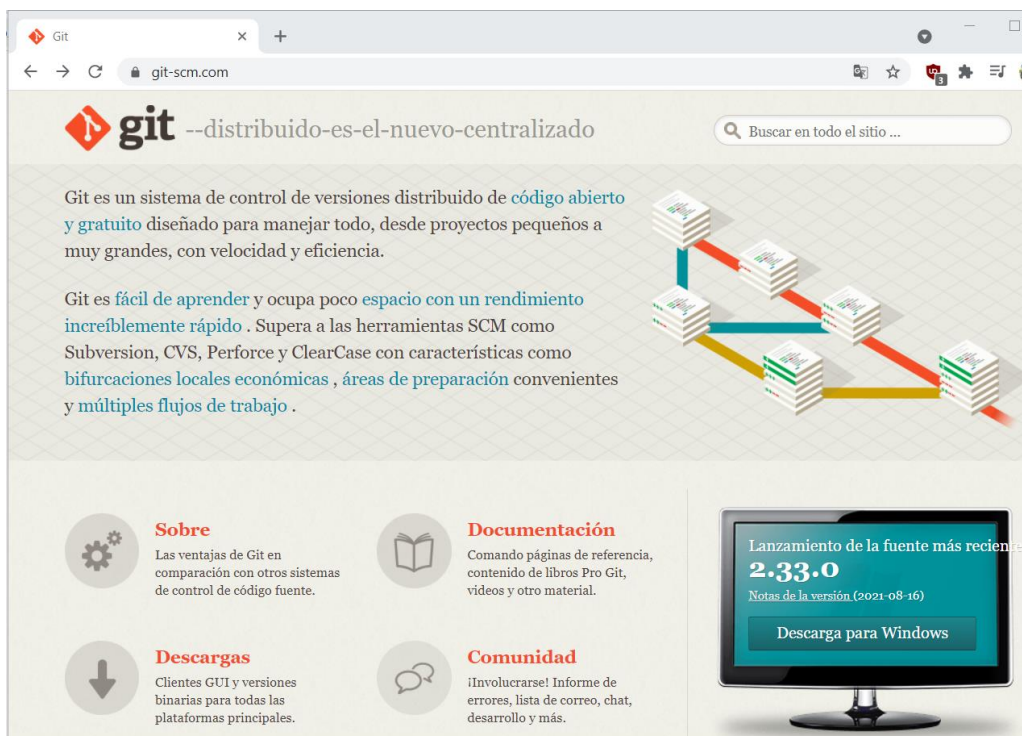 Git
git-scm.com
3
git --distribuido-es-el-nuevo-centralizado
Buscar en todo el sitio ...
Git es un sistema de control de versiones distribuido de código abierto
y gratuito diseñado para manejar todo, desde proyectos pequeños a
muy grandes, con velocidad y eficiencia.
Git es fácil de aprender y ocupa poco espacio con un rendimiento
increíblemente rápido . Supera a las herramientas SCM como
Subversion, CVS, Perforce y ClearCase con características como
bifurcaciones locales económicas , áreas de preparación convenientes
y múltiples flujos de trabajo .
Sobre
Las ventajas de Git en
comparación con otros sistemas
de control de código fuente.
Documentación
Comando páginas de referencia,
contenido de libros Pro Git,
videos y otro material.
Descargas
Clientes GUI y versiones
binarias para todas las
plataformas principales.
Comunidad
¡Involucrarse! Informe de
errores, lista de correo, chat,
desarrollo y más.
Lanzamiento de la fuente más reciente
2.33.0
Notas de la versión (2021-08-16)
Descarga para Windows